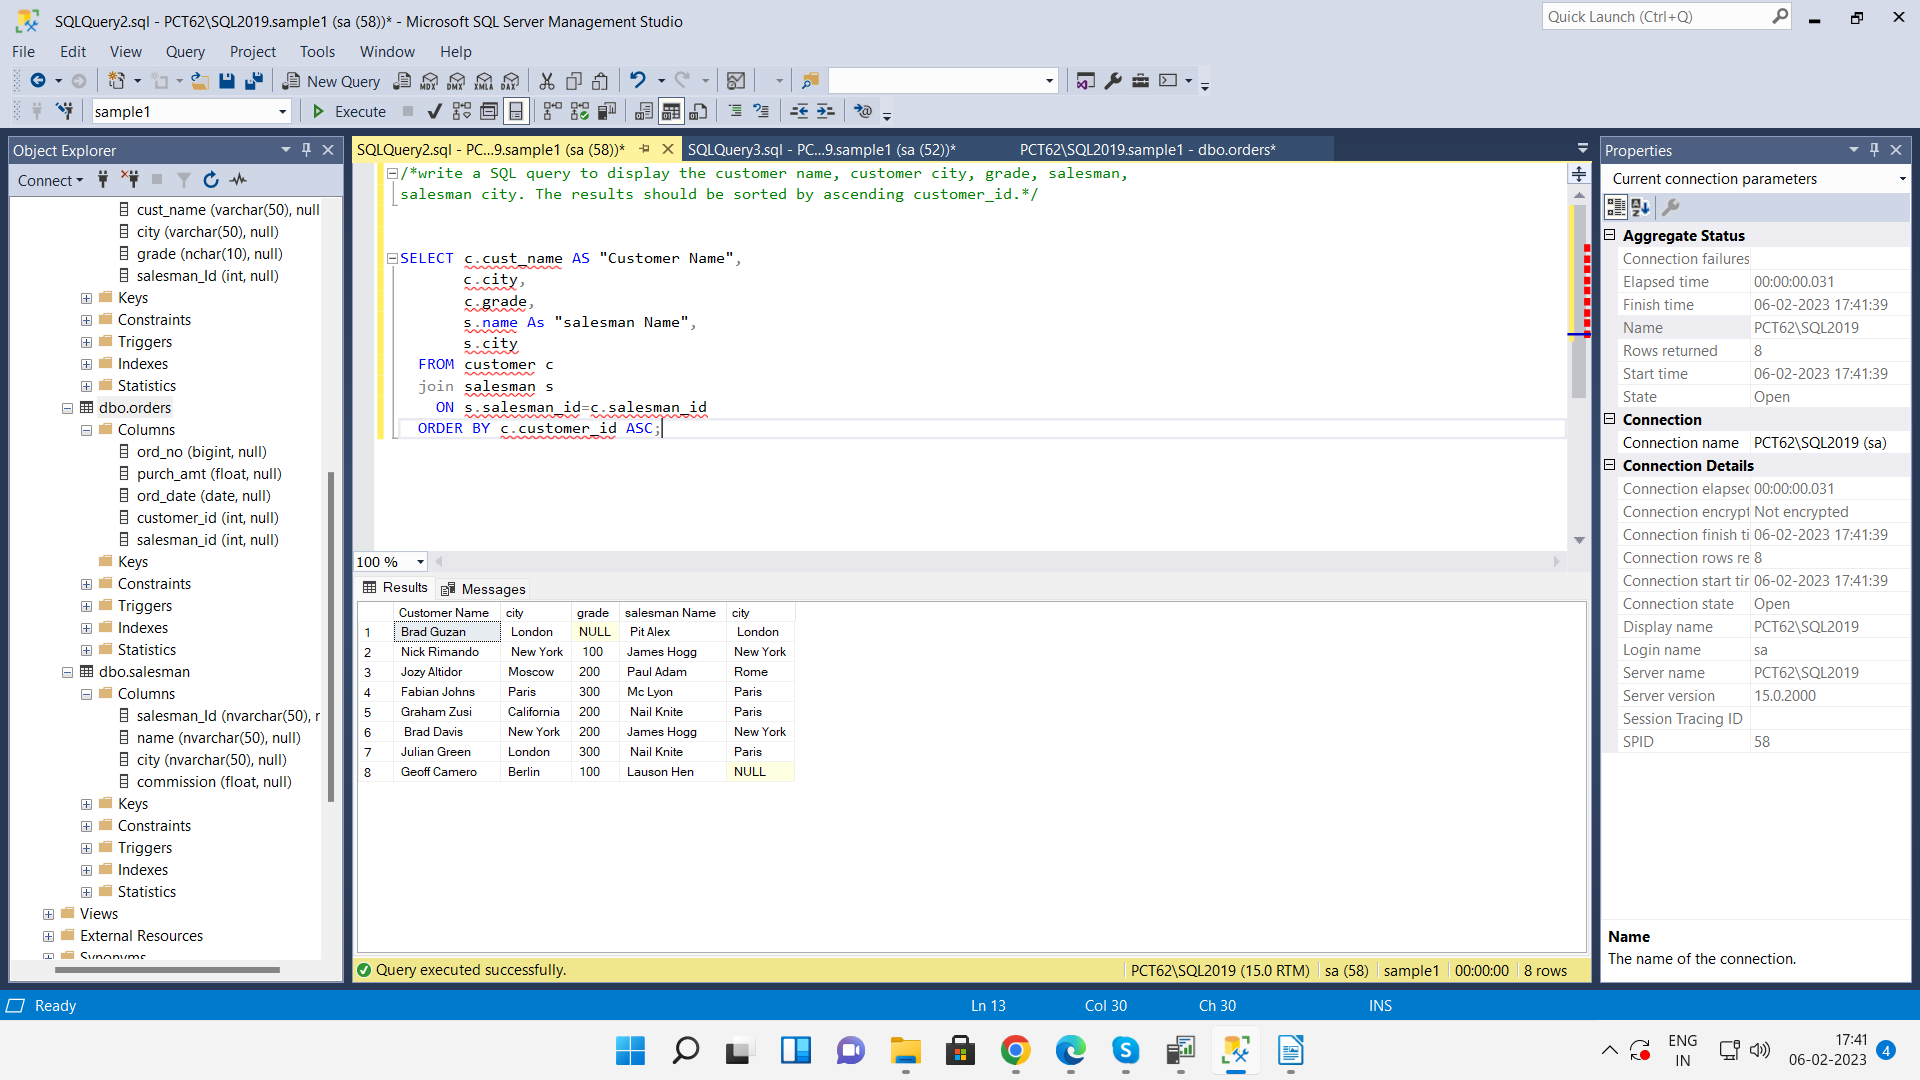 SQLQuery2.sql - PCT62\SQL2019.sample1 (sa (58))* - Microsoft SQL Server Management Studio
Quick Launch (Ctrl+Q)
File Edit View Query Project Tools Window Help
New Query
MDX DMX XMLA DAX
sample1
Execute
Object Explorer
Connect
cust_name (varchar(50), null
city (varchar(50), null)
grade (nchar(10), null)
salesman_Id (int, null)
Keys
Constraints
Triggers
Indexes
Statistics
dbo.orders
Columns
ord_no (bigint, null)
purch_amt (float, null)
ord_date (date, null)
customer_id (int, null)
salesman_id (int, null)
Keys
Constraints
Triggers
Indexes
Statistics
dbo.salesman
Columns
salesman_Id (nvarchar(50), r
name (nvarchar(50), null)
city (nvarchar(50), null)
commission (float, null)
Keys
Constraints
Triggers
Indexes
Statistics
Views
External Resources
Synonyms
SQLQuery2.sql - PC...9.sample1 (sa (58))*
SQLQuery3.sql - PC...9.sample1 (sa (52))*
PCT62\SQL2019.sample1 - dbo.orders*
/*write a SQL query to display the customer name, customer city, grade, salesman,
salesman city. The results should be sorted by ascending customer_id.*/
SELECT c.cust_name AS "Customer Name",
c.city,
c.grade,
s.name As "salesman Name",
s.city
FROM customer c
join salesman s
ON s.salesman_id=c.salesman_id
ORDER BY c.customer_id ASC;
100 %
Results Messages
Customer Name city grade salesman Name city
1 Brad Guzan London NULL Pit Alex London
2 Nick Rimando New York 100 James Hogg New York
3 Jozy Altidor Moscow 200 Paul Adam Rome
4 Fabian Johns Paris 300 Mc Lyon Paris
5 Graham Zusi California 200 Nail Knite Paris
6 Brad Davis New York 200 James Hogg New York
7 Julian Green London 300 Nail Knite Paris
8 Geoff Camero Berlin 100 Lauson Hen NULL
Query executed successfully.
PCT62\SQL2019 (15.0 RTM) sa (58) sample1 00:00:00 8 rows
Properties
Current connection parameters
Aggregate Status
Connection failures
Elapsed time 00:00:00.031
Finish time 06-02-2023 17:41:39
Name PCT62\SQL2019
Rows returned 8
Start time 06-02-2023 17:41:39
State Open
Connection
Connection name PCT62\SQL2019 (sa)
Connection Details
Connection elapsec 00:00:00.031
Connection encrypt Not encrypted
Connection finish ti 06-02-2023 17:41:39
Connection rows re 8
Connection start tir 06-02-2023 17:41:39
Connection state Open
Display name PCT62\SQL2019
Login name sa
Server name PCT62\SQL2019
Server version 15.0.2000
Session Tracing ID
SPID 58
Name
The name of the connection.
Ready
Ln 13 Col 30 Ch 30 INS
ENG
IN
17:41
06-02-2023
4